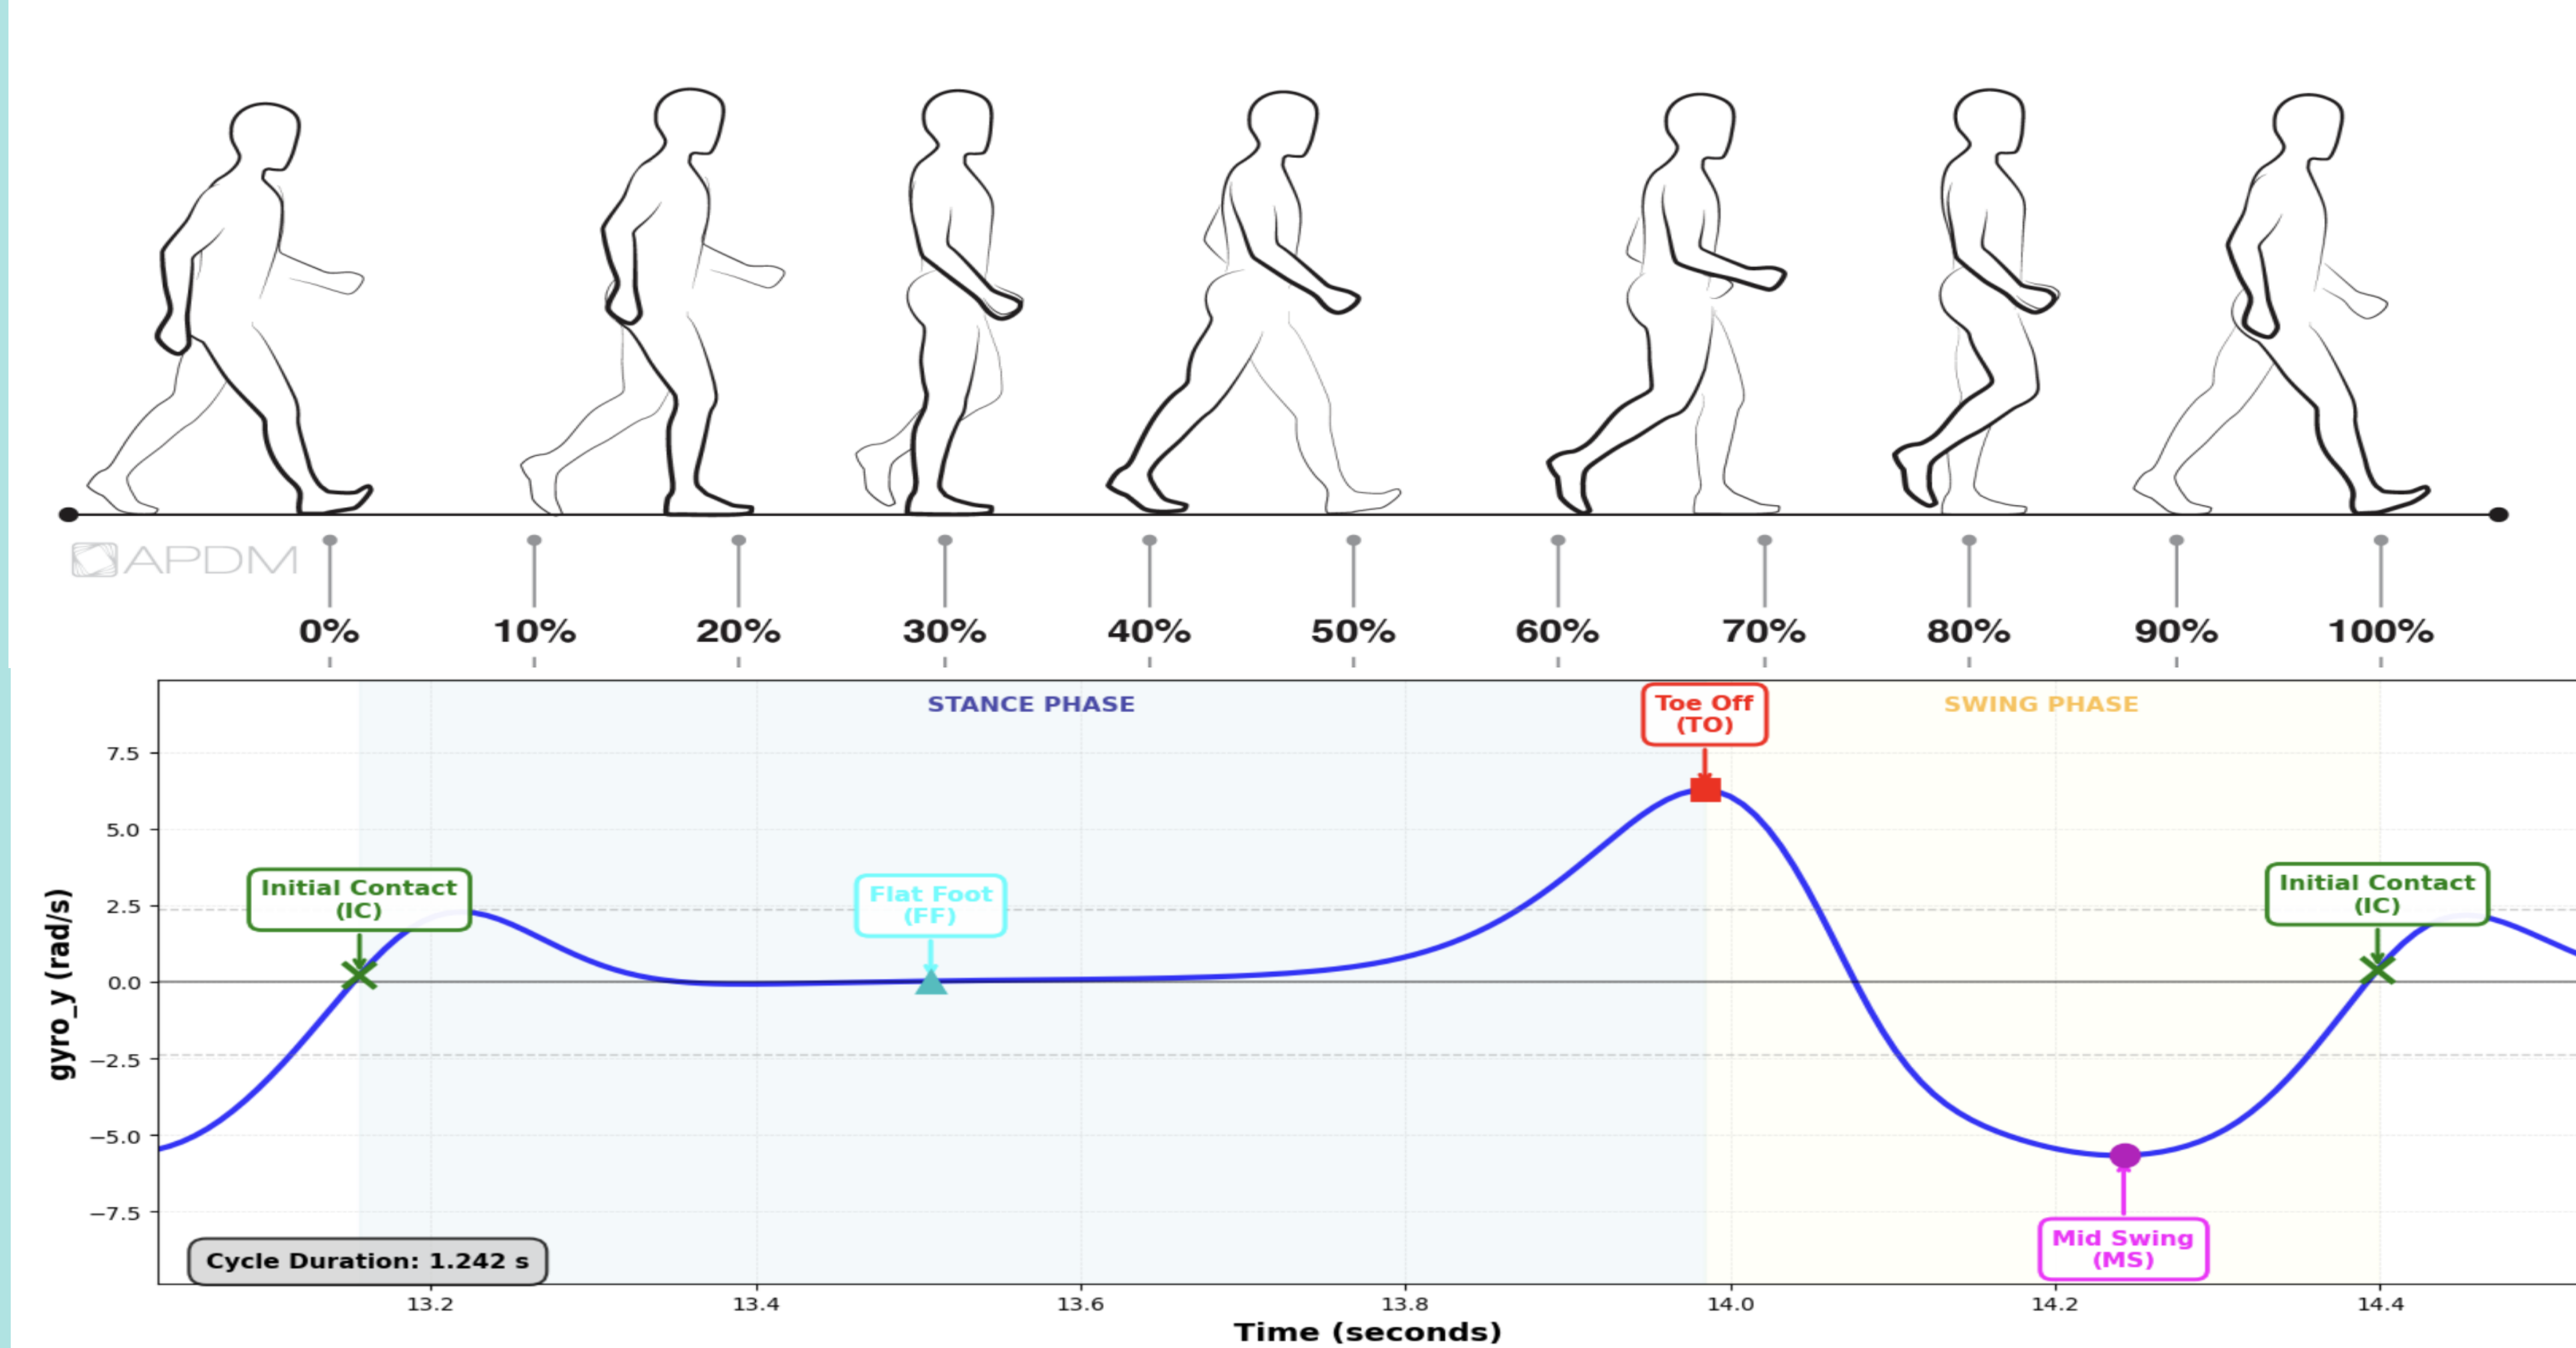 APDM
0% 10% 20% 30% 40% 50% 60% 70% 80% 90% 100%
STANCE PHASE
Toe Off
(TO)
SWING PHASE
Initial Contact
(IC)
Flat Foot
(FF)
Initial Contact
(IC)
Mid Swing
(MS)
7.5
5.0
2.5
0.0
−2.5
−5.0
−7.5
gyro_y (rad/s)
Cycle Duration: 1.242 s
13.2 13.4 13.6 13.8 14.0 14.2 14.4
Time (seconds)